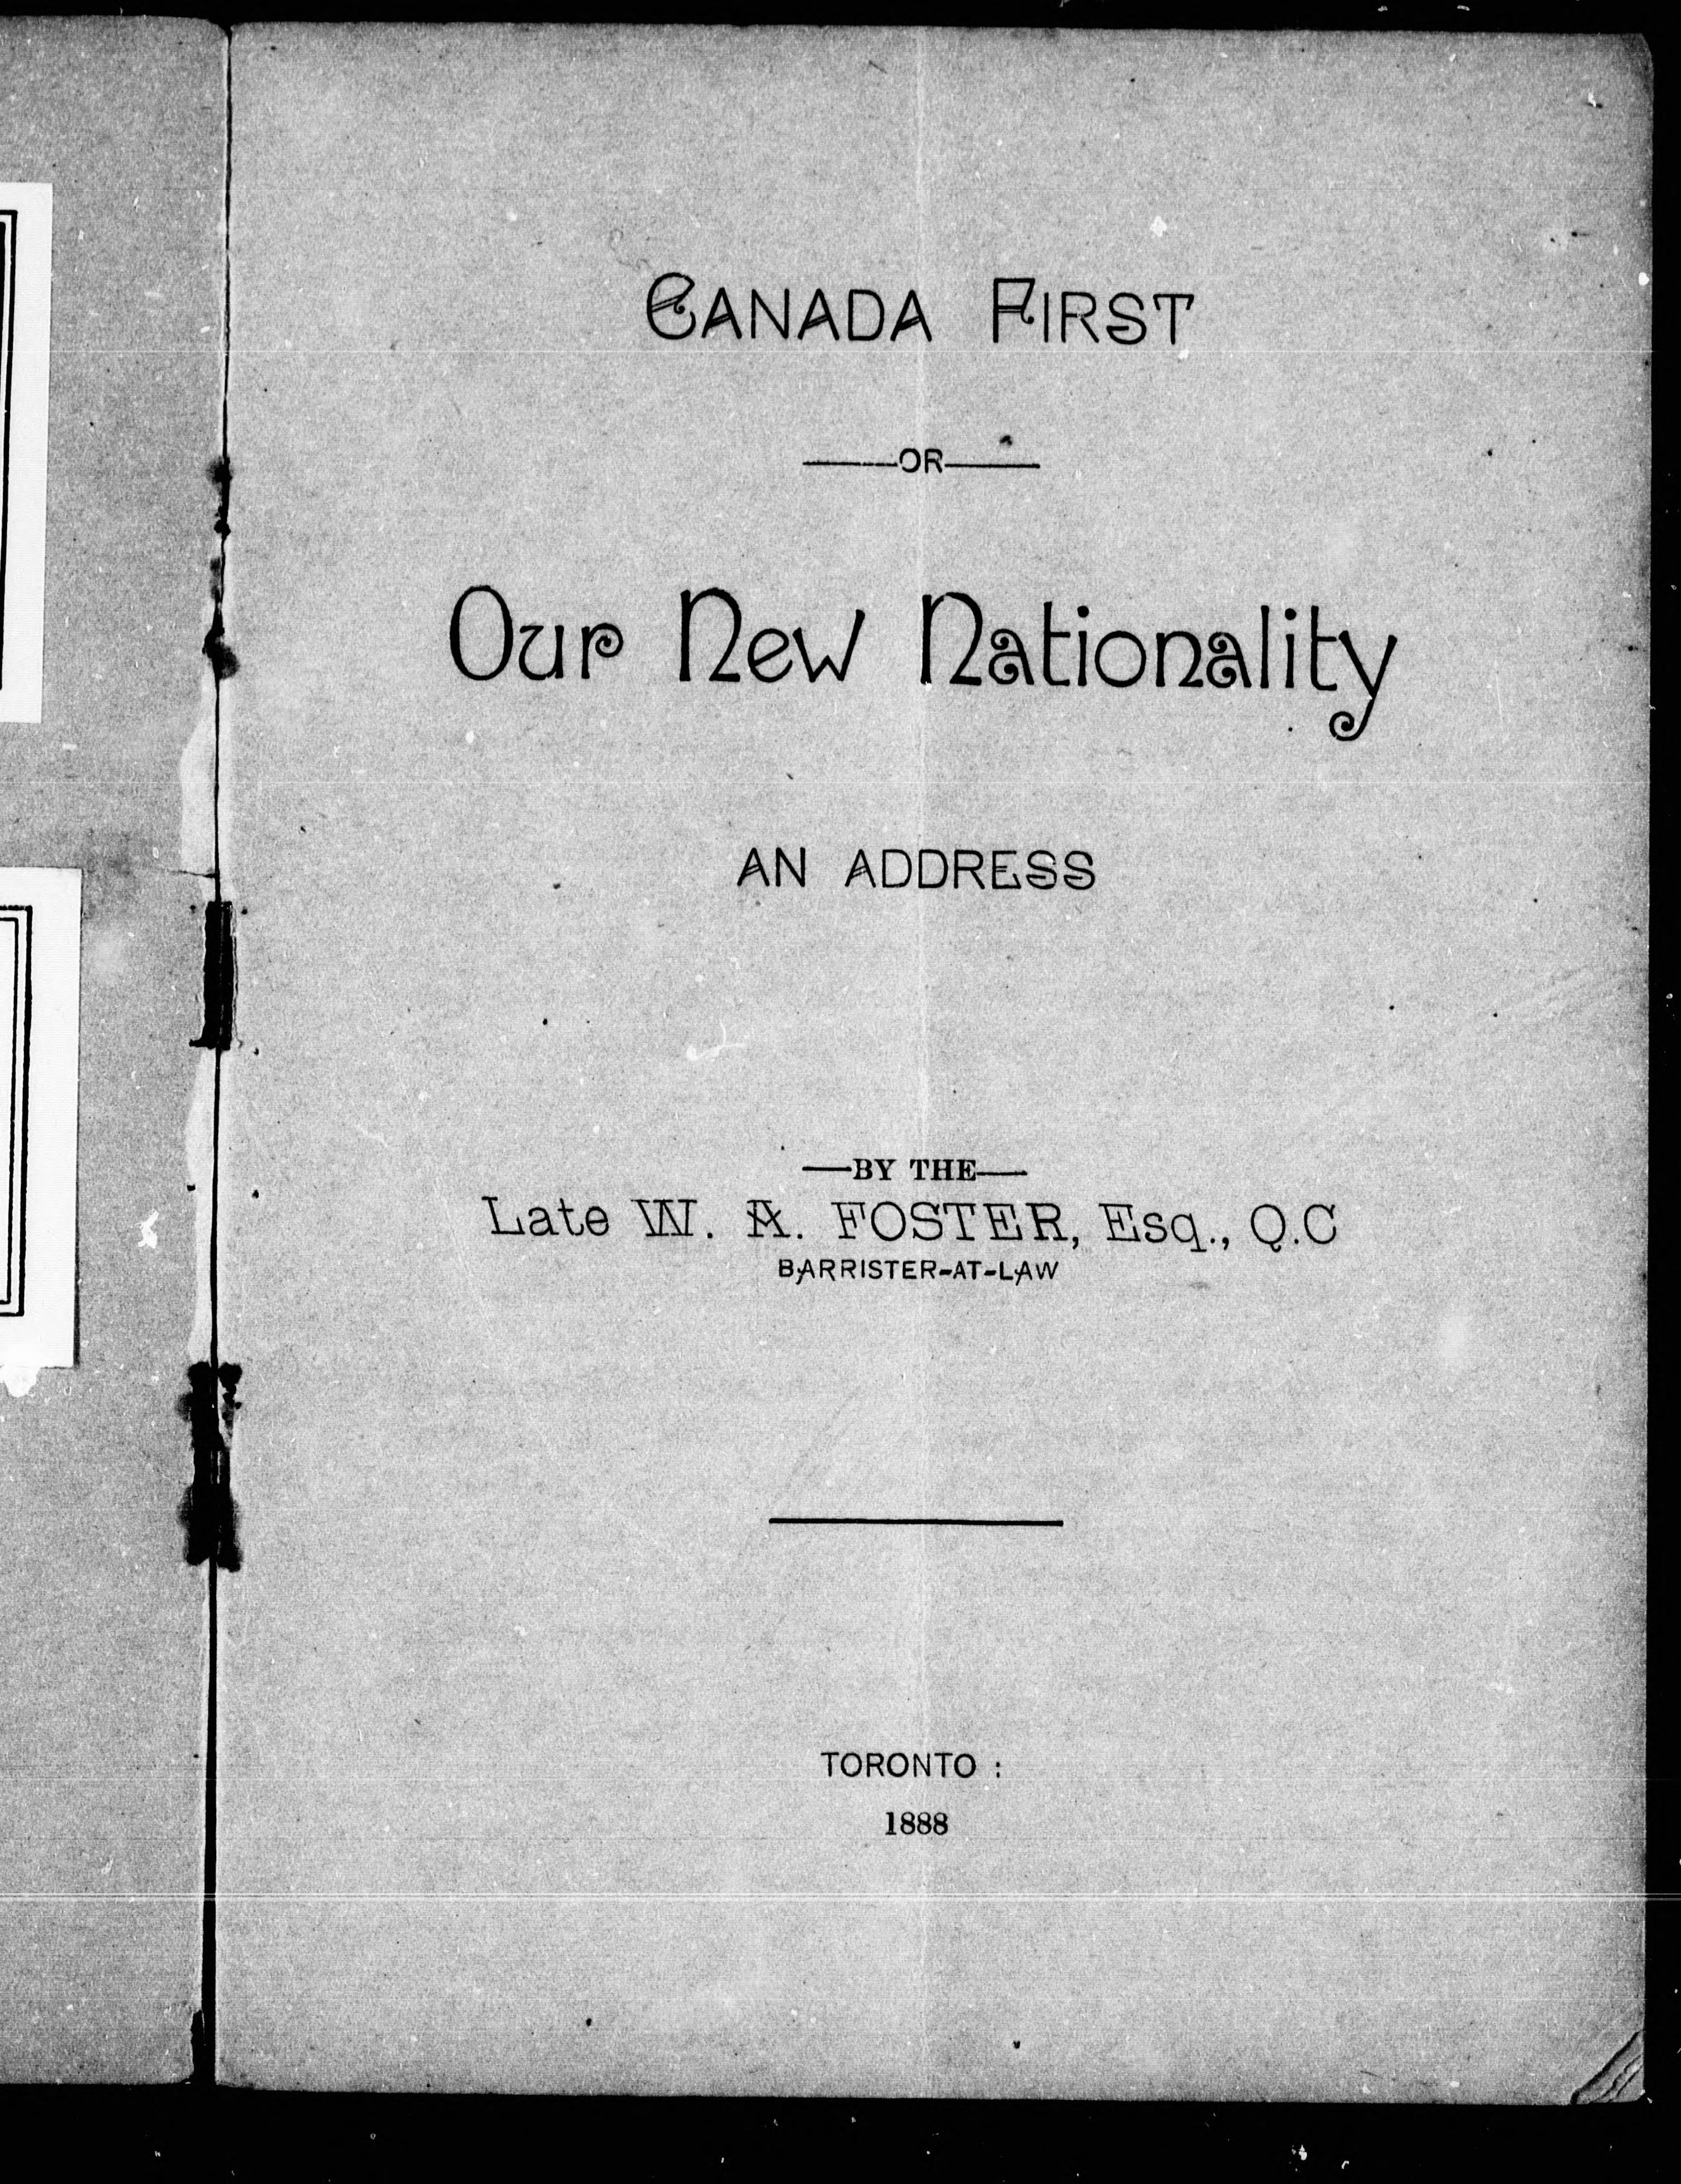 CANADA FIRST
—OR—
Our New Nationality
AN ADDRESS
—BY THE—
Late W. A. FOSTER, Esq., Q.C
BARRISTER-AT-LAW
TORONTO :
1888